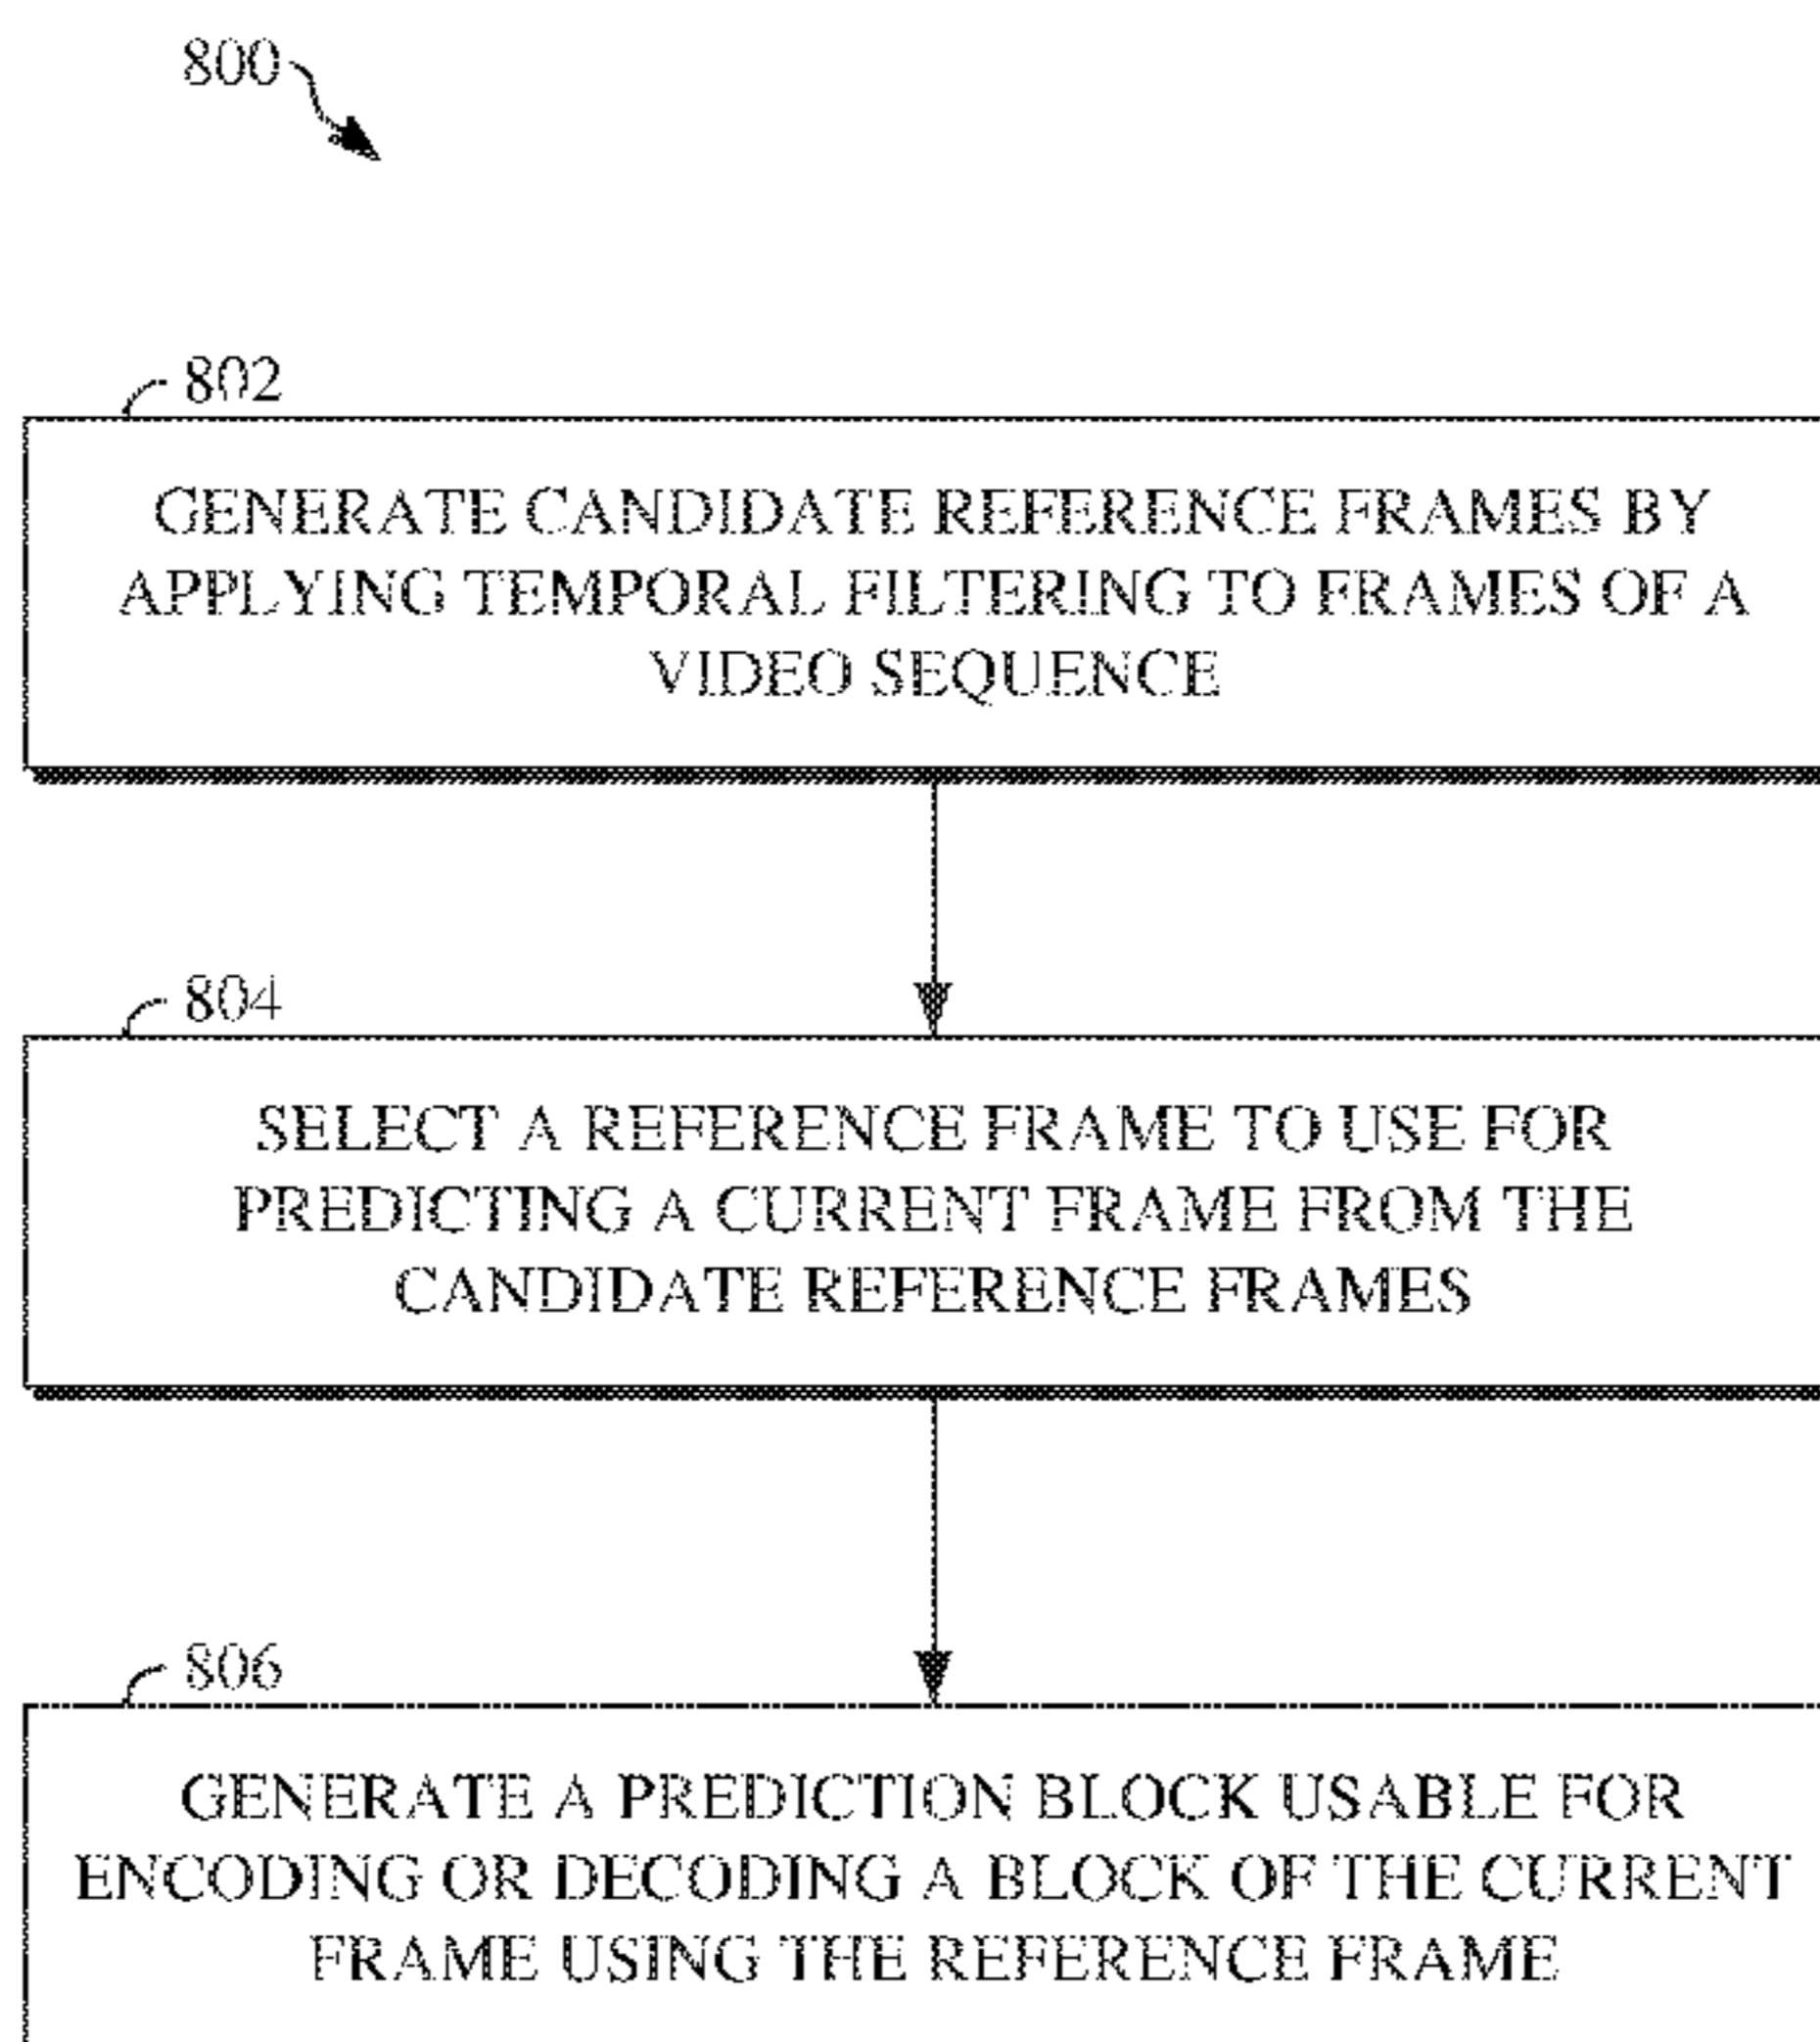 800
802
GENERATE CANDIDATE REFERENCE FRAMES BY
APPLYING TEMPORAL FILTERING TO FRAMES OF A
VIDEO SEQUENCE
804
SELECT A REFERENCE FRAME TO USE FOR
PREDICTING A CURRENT FRAME FROM THE
CANDIDATE REFERENCE FRAMES
806
GENERATE A PREDICTION BLOCK USABLE FOR
ENCODING OR DECODING A BLOCK OF THE CURRENT
FRAME USING THE REFERENCE FRAME